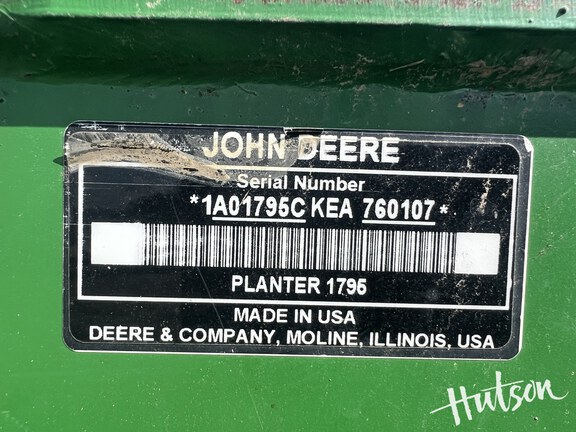 JOHN DEERE
Serial Number
*1A01795C KEA 760107*
PLANTER 1795
MADE IN USA
DEERE & COMPANY, MOLINE, ILLINOIS, USA
Hutson